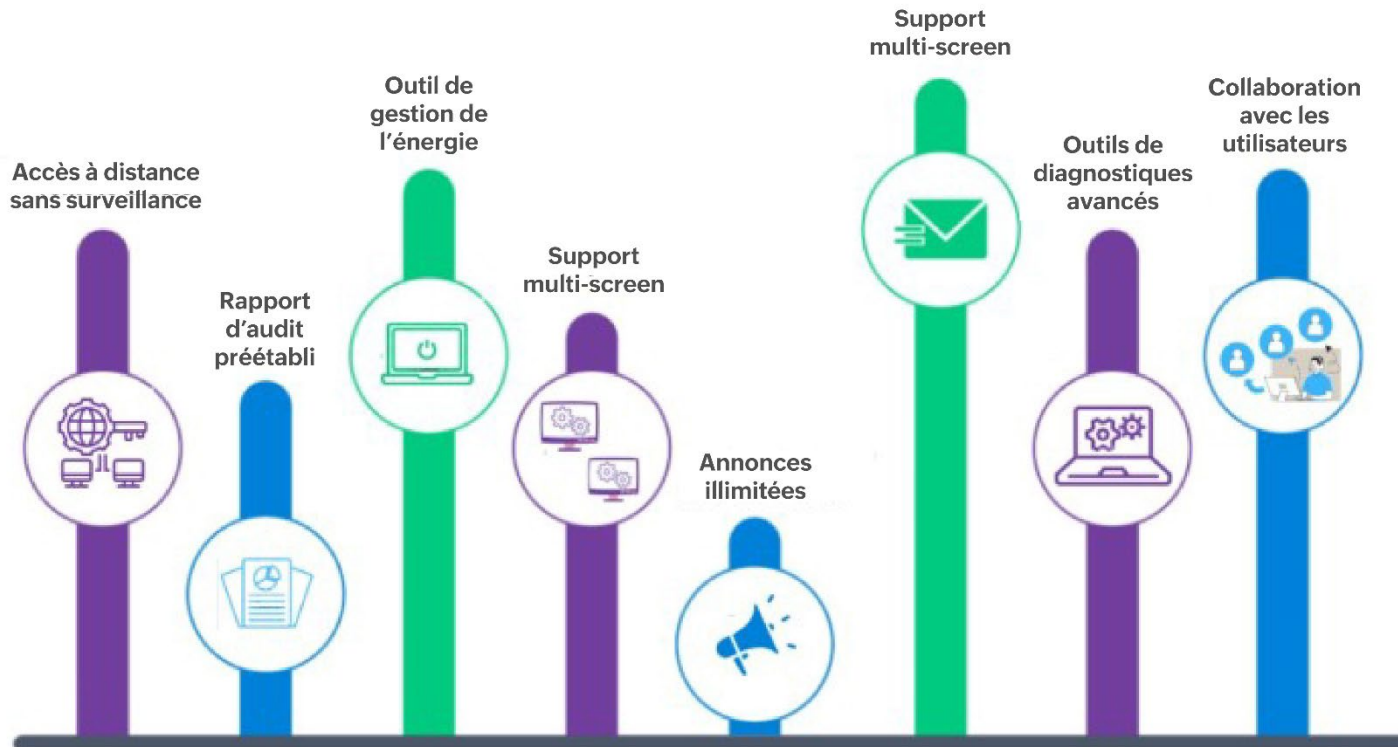 Accès à distance
sans surveillance
Rapport
d'audit
préétabli
Outil de
gestion de
l'énergie
Support
multi-screen
Annonces
illimitées
Support
multi-screen
Outils de
diagnostiques
avancés
Collaboration
avec les
utilisateurs